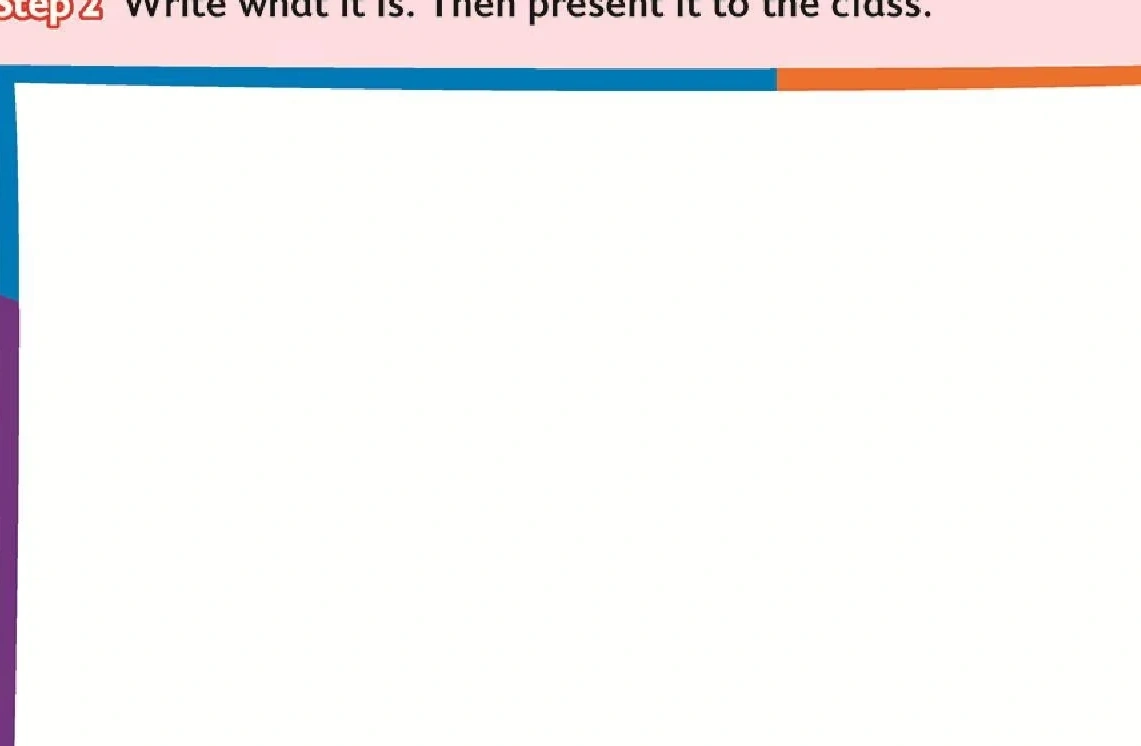 Step 2 Write what it is. Then present it to the class.